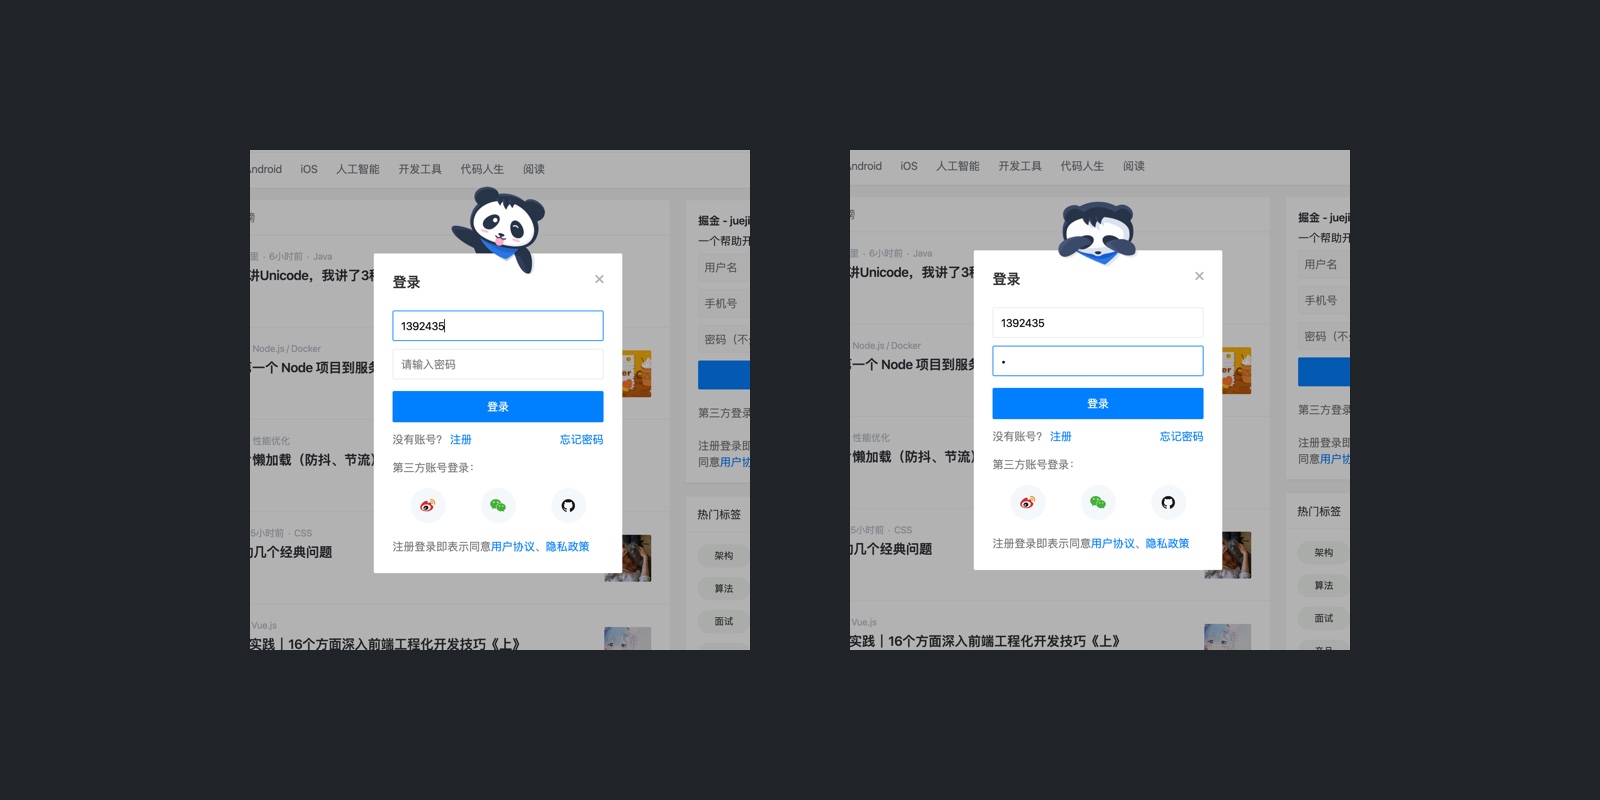 Android iOS 人工智能 开发工具 代码人生 阅读
榜
里 · 6小时前 · Java
讲Unicode，我讲了3
Node.js / Docker
一个 Node 项目到服务
性能优化
懒加载（防抖、节流）
5小时前 · CSS
几个经典问题
Vue.js
实践｜16个方面深入前端工程化开发技巧《上》
登录
1392435
请输入密码
登录
没有账号？ 注册 忘记密码
第三方账号登录：
注册登录即表示同意用户协议、隐私政策
掘金 - jueji
一个帮助开
用户名
手机号
密码（不
第三方登录
注册登录即
同意用户协
热门标签
架构
算法
面试
Android iOS 人工智能 开发工具 代码人生 阅读
榜
里 · 6小时前 · Java
讲Unicode，我讲了3
Node.js / Docker
一个 Node 项目到服务
性能优化
懒加载（防抖、节流）
5小时前 · CSS
几个经典问题
Vue.js
实践｜16个方面深入前端工程化开发技巧《上》
登录
1392435
•
登录
没有账号？ 注册 忘记密码
第三方账号登录：
注册登录即表示同意用户协议、隐私政策
掘金 - jueji
一个帮助开
用户名
手机号
密码（不
第三方登录
注册登录即
同意用户协
热门标签
架构
算法
面试